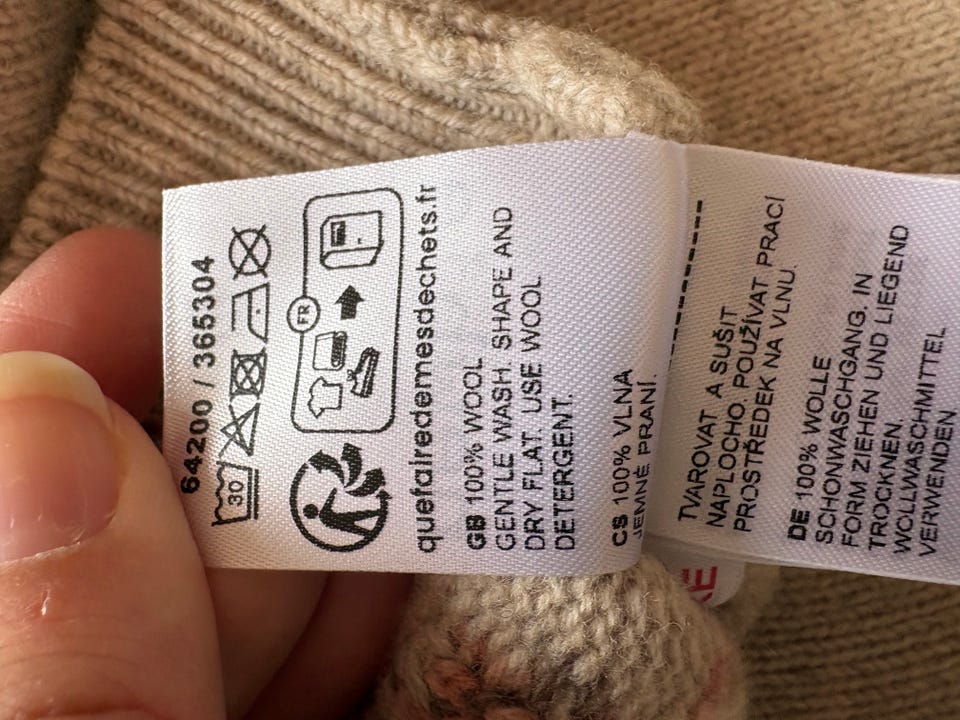 64200 / 365304
30
FR
quefairedemesdechets.fr
GB 100% WOOL
GENTLE WASH. SHAPE AND
DRY FLAT. USE WOOL
DETERGENT.
CS 100% VLNA
JEMNÉ PRANÍ.
TVAROVAT A SUŠIT
NAPLOCHO. POUŽÍVAT PRACÍ
PROSTŘEDEK NA VLNU.
DE 100% WOLLE
SCHONWASCHGANG. IN
FORM ZIEHEN UND LIEGEND
TROCKNEN.
WOLLWASCHMITTEL
VERWENDEN